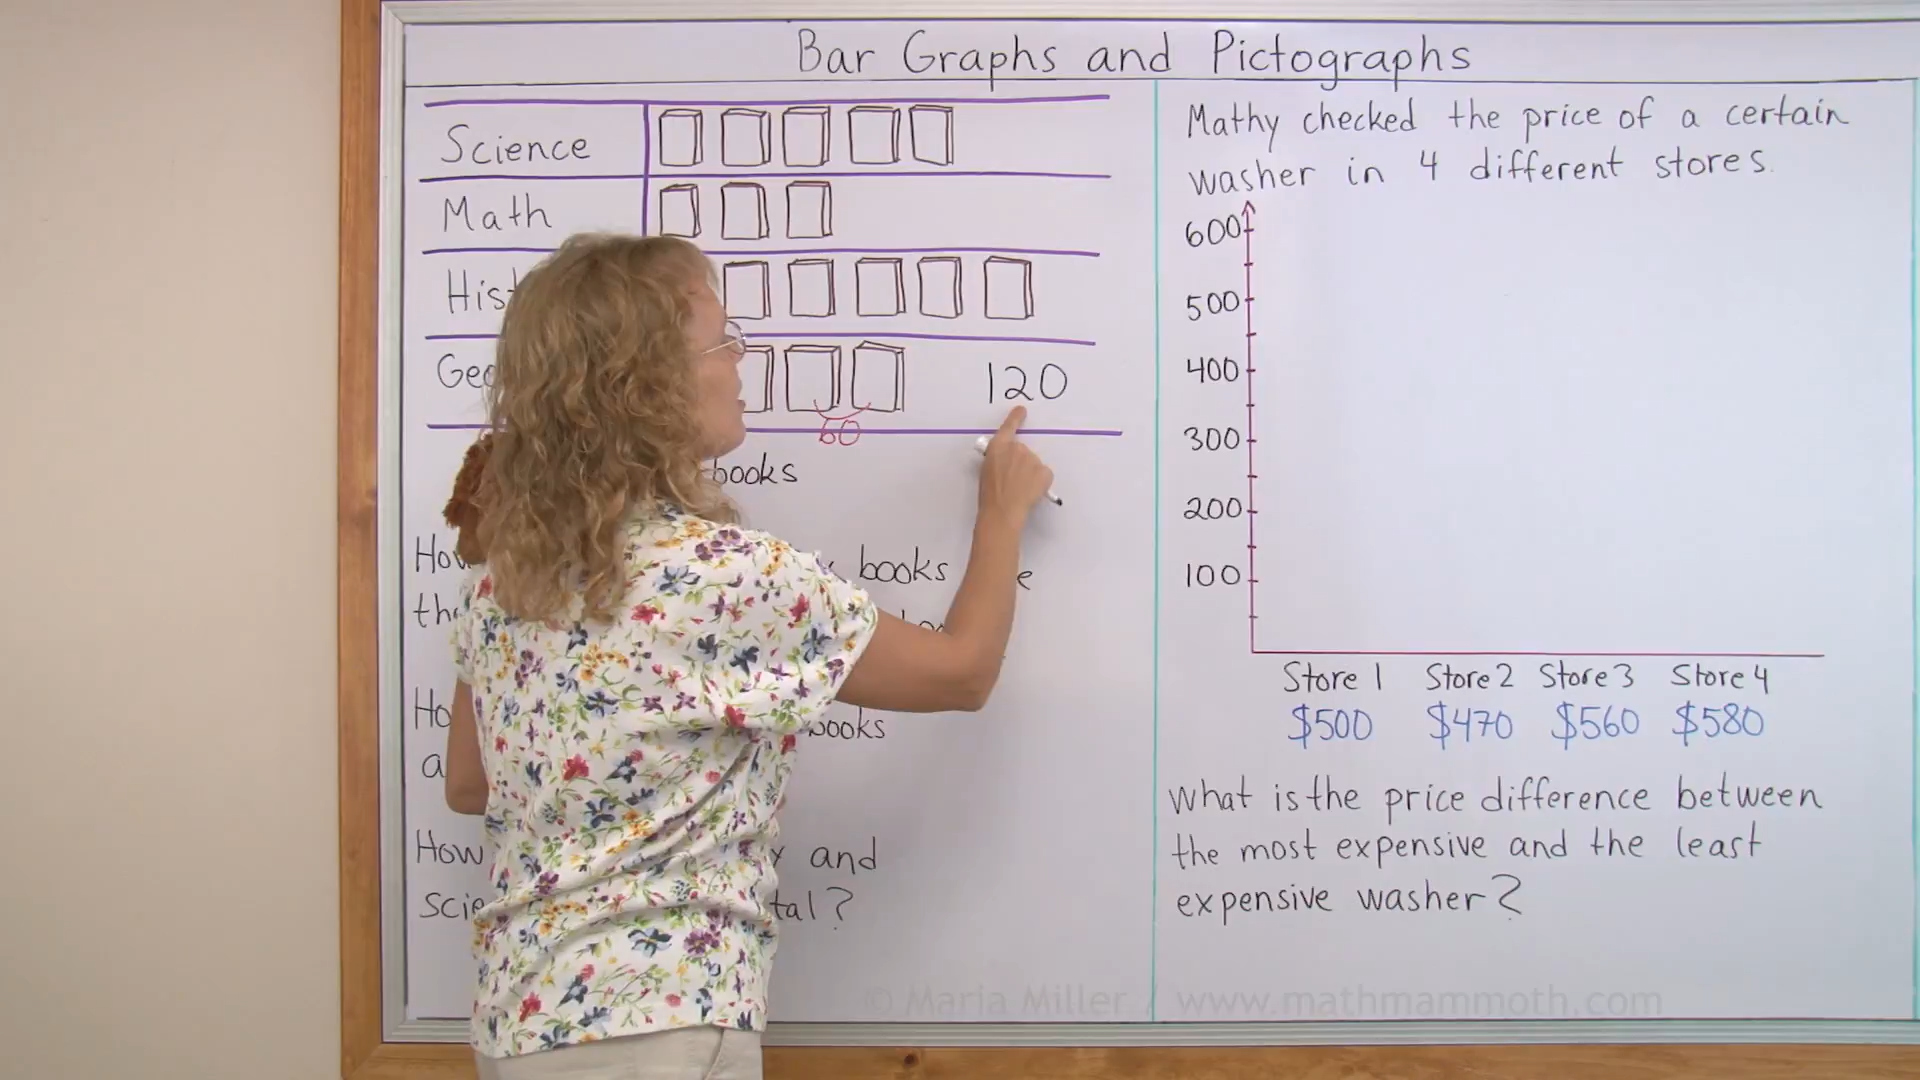 Bar Graphs and Pictographs
Science
Math
Hist
Geo
120
60
books
How books
the
books
a
How and
scie tal?
Mathy checked the price of a certain
washer in 4 different stores.
600
500
400
300
200
100
Store 1 Store 2 Store 3 Store 4
$500 $470 $560 $580
What is the price difference between
the most expensive and the least
expensive washer?
© Maria Miller / www.mathmammoth.com